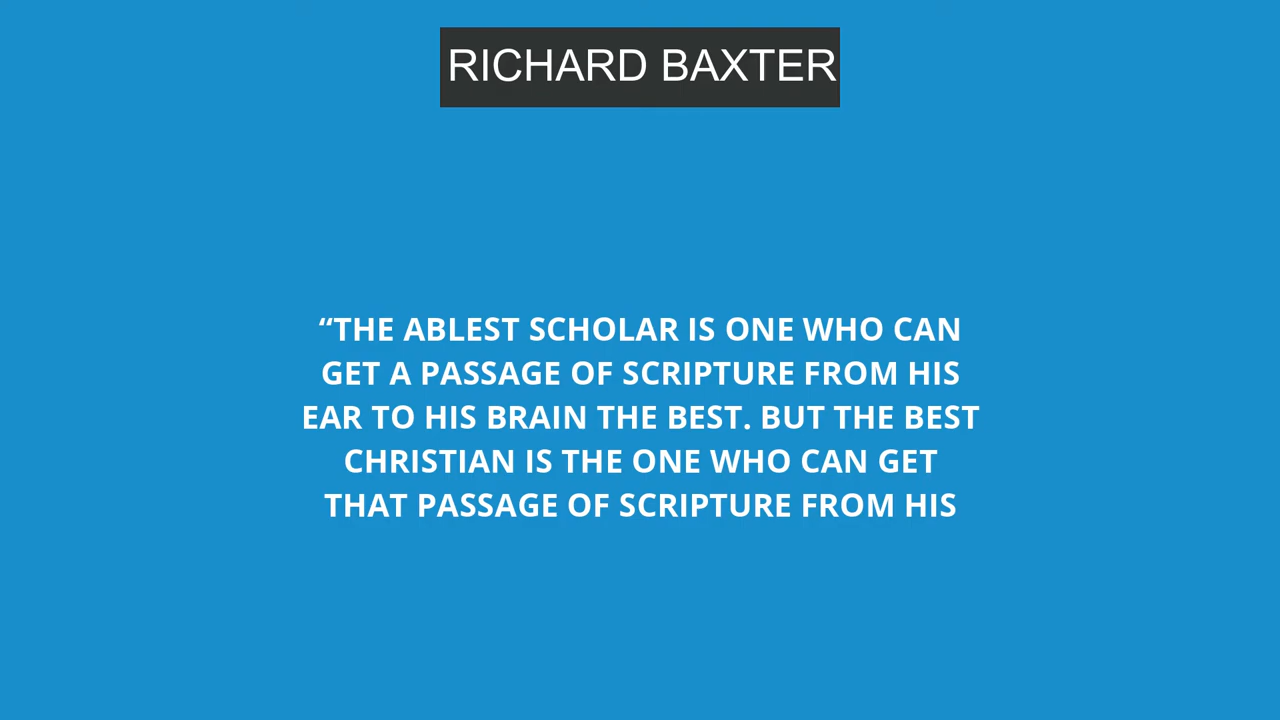 RICHARD BAXTER
“THE ABLEST SCHOLAR IS ONE WHO CAN
GET A PASSAGE OF SCRIPTURE FROM HIS
EAR TO HIS BRAIN THE BEST. BUT THE BEST
CHRISTIAN IS THE ONE WHO CAN GET
THAT PASSAGE OF SCRIPTURE FROM HIS